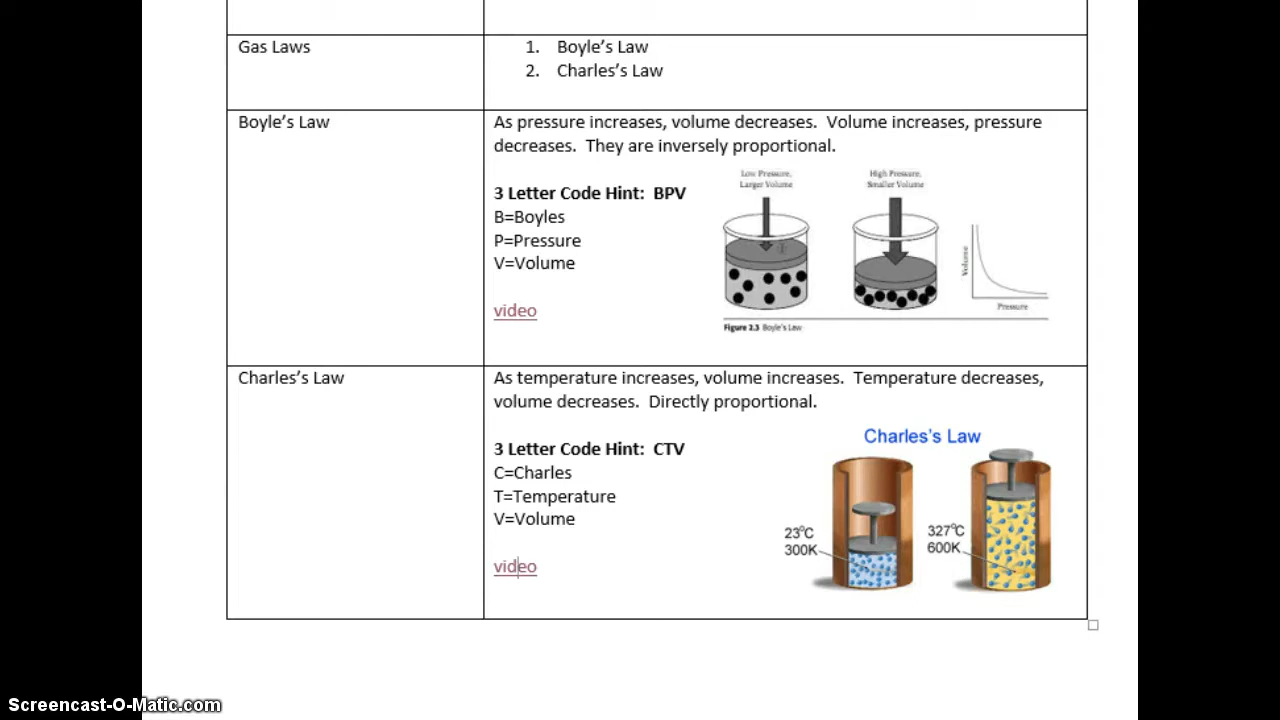 Gas Laws
1. Boyle's Law
2. Charles's Law
Boyle's Law
As pressure increases, volume decreases. Volume increases, pressure
decreases. They are inversely proportional.
3 Letter Code Hint: BPV
B=Boyles
P=Pressure
V=Volume
video
Low Pressure,
Larger Volume
High Pressure,
Smaller Volume
Volume
Pressure
Figure 2.3 Boyle's Law
Charles's Law
As temperature increases, volume increases. Temperature decreases,
volume decreases. Directly proportional.
3 Letter Code Hint: CTV
C=Charles
T=Temperature
V=Volume
video
Charles's Law
23°C
300K
327°C
600K
Screencast-O-Matic.com